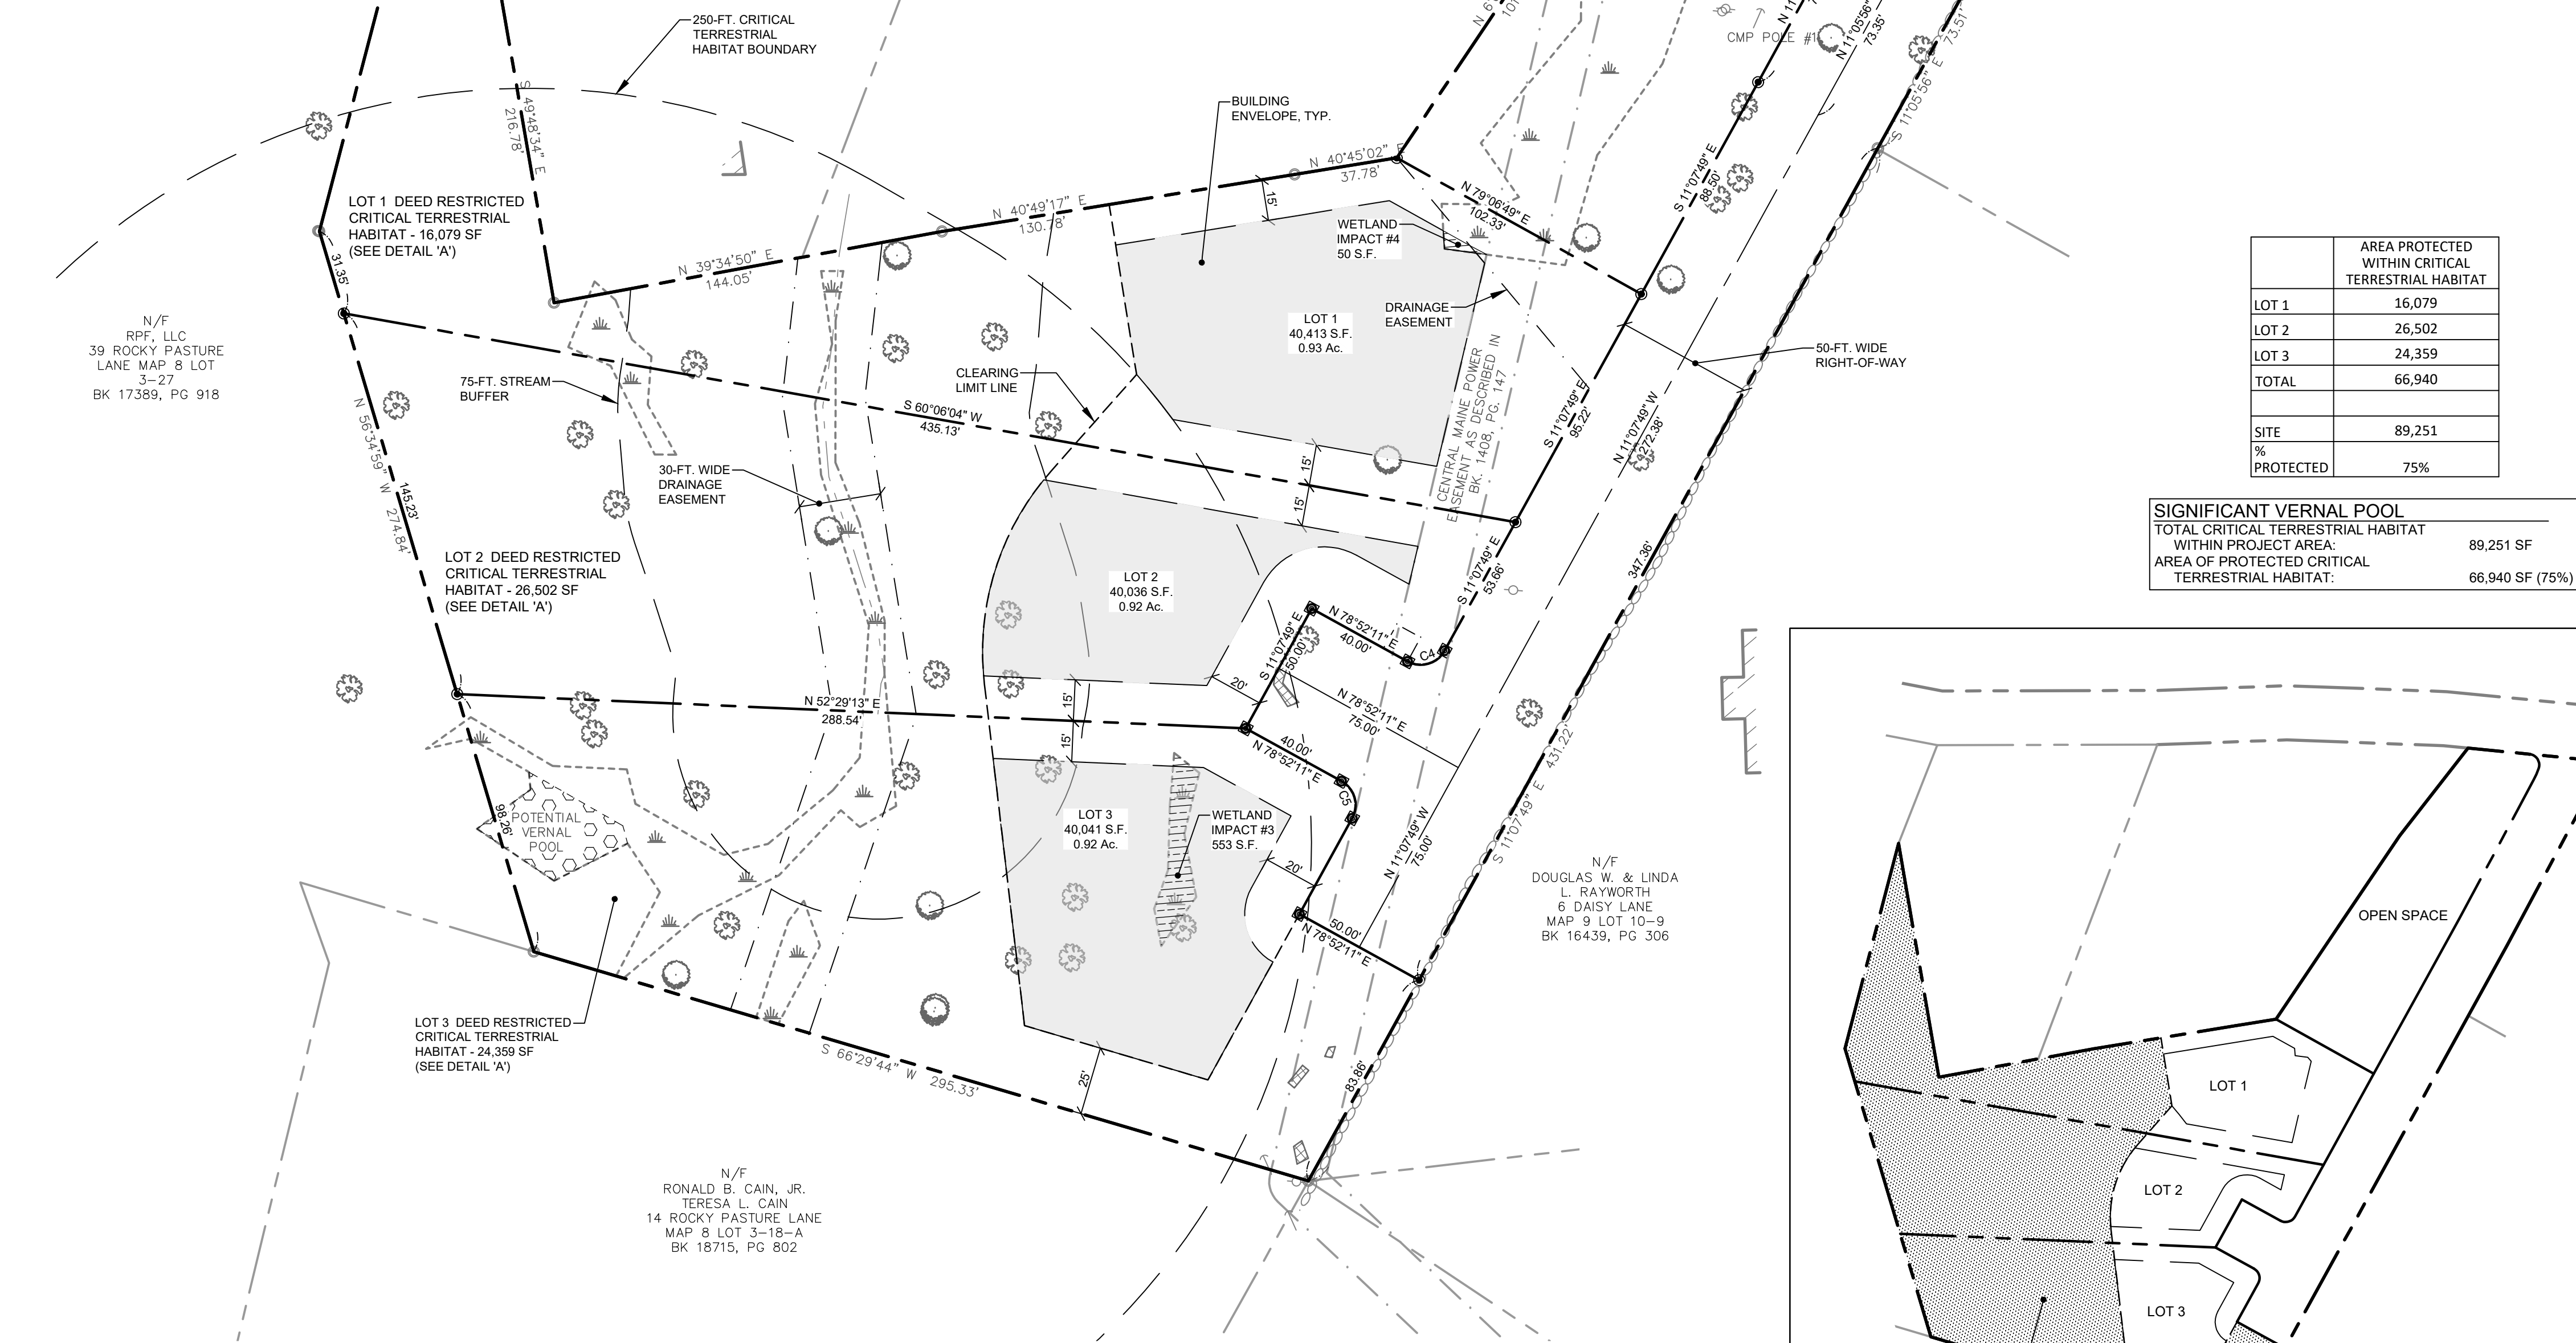 250-FT. CRITICAL
TERRESTRIAL
HABITAT BOUNDARY
S 49°48'34" E
216.78'
LOT 1 DEED RESTRICTED
CRITICAL TERRESTRIAL
HABITAT - 16,079 SF
(SEE DETAIL 'A')
31.35'
N/F
RPF, LLC
39 ROCKY PASTURE
LANE MAP 8 LOT
3-27
BK 17389, PG 918
N 39°34'50" E
144.05'
N 40°49'17" E
130.78'
N 40°45'02" E
37.78'
BUILDING
ENVELOPE, TYP.
15'
WETLAND
IMPACT #4
50 S.F.
N 79°06'49" E
102.33'
CMP POLE #1
N 11°05'56"
73.35'
73.51'
S 11°05'56" E
S 11°07'49" E
88.50'
DRAINAGE
EASEMENT
LOT 1
40,413 S.F.
0.93 Ac.
CENTRAL MAINE POWER
EASEMENT AS DESCRIBED IN
BK. 1408, PG. 147
50-FT. WIDE
RIGHT-OF-WAY
75-FT. STREAM
BUFFER
CLEARING
LIMIT LINE
S 60°06'04" W
435.13'
S 11°07'49" E
95.22'
N 11°07'49" W
272.38'
15'
15'
30-FT. WIDE
DRAINAGE
EASEMENT
N 56°34'59" W 274.84'
145.23'
LOT 2 DEED RESTRICTED
CRITICAL TERRESTRIAL
HABITAT - 26,502 SF
(SEE DETAIL 'A')
LOT 2
40,036 S.F.
0.92 Ac.
S 11°07'49" E
53.66'
347.36'
N 78°52'11" E
40.00'
C4
S 11°07'49" E
50.00'
20'
N 78°52'11" E
75.00'
N 52°29'13" E
288.54'
15'
15'
40.00'
N 78°52'11" E
C5
S 11°07'49" E 431.22'
98.26'
POTENTIAL
VERNAL
POOL
LOT 3
40,041 S.F.
0.92 Ac.
WETLAND
IMPACT #3
553 S.F.
20'
N 11°07'49" W
75.00'
50.00'
N 78°52'11" E
N/F
DOUGLAS W. & LINDA
L. RAYWORTH
6 DAISY LANE
MAP 9 LOT 10-9
BK 16439, PG 306
LOT 3 DEED RESTRICTED
CRITICAL TERRESTRIAL
HABITAT - 24,359 SF
(SEE DETAIL 'A')
S 66°29'44" W 295.33'
25'
83.86'
N/F
RONALD B. CAIN, JR.
TERESA L. CAIN
14 ROCKY PASTURE LANE
MAP 8 LOT 3-18-A
BK 18715, PG 802
AREA PROTECTED
WITHIN CRITICAL
TERRESTRIAL HABITAT
LOT 1 16,079
LOT 2 26,502
LOT 3 24,359
TOTAL 66,940
SITE 89,251
%
PROTECTED 75%
SIGNIFICANT VERNAL POOL
TOTAL CRITICAL TERRESTRIAL HABITAT
WITHIN PROJECT AREA: 89,251 SF
AREA OF PROTECTED CRITICAL
TERRESTRIAL HABITAT: 66,940 SF (75%)
OPEN SPACE
LOT 1
LOT 2
LOT 3